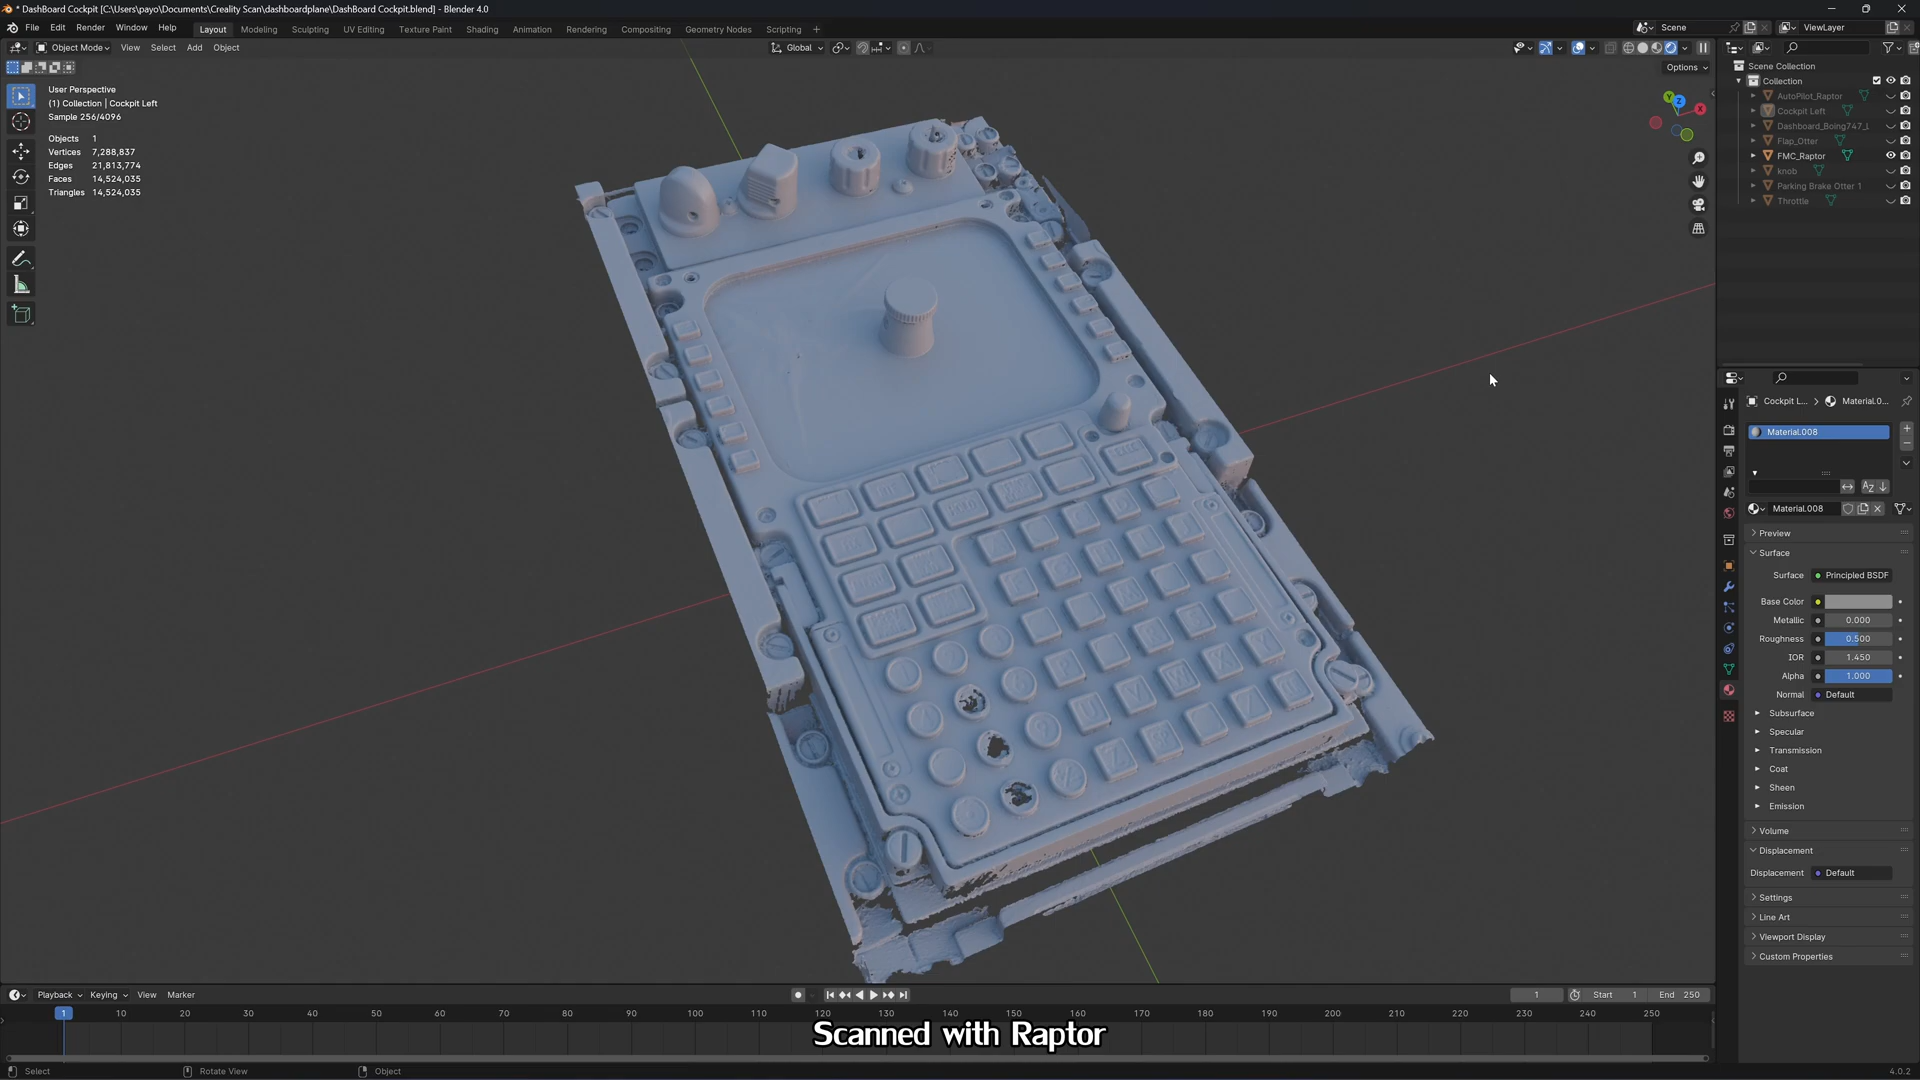 * DashBoard Cockpit [C:\Users\payo\Documents\Creality Scan\dashboardplane\DashBoard Cockpit.blend] - Blender 4.0
File Edit Render Window Help Layout Modeling Sculpting UV Editing Texture Paint Shading Animation Rendering Compositing Geometry Nodes Scripting + Scene ViewLayer
Object Mode View Select Add Object Global
Options
User Perspective
(1) Collection | Cockpit Left
Sample 256/4096
Objects 1
Vertices 7,288,837
Edges 21,813,774
Faces 14,524,035
Triangles 14,524,035
Z
Y
X
Scene Collection
Collection
AutoPilot_Raptor
Cockpit Left
Dashboard_Boing747_L
Flap_Otter
FMC_Raptor
knob
Parking Brake Otter 1
Throttle
Cockpit L... > Material.0...
Material.008
Material.008
Preview
Surface
Surface Principled BSDF
Base Color
Metallic 0.000
Roughness 0.500
IOR 1.450
Alpha 1.000
Normal Default
Subsurface
Specular
Transmission
Coat
Sheen
Emission
Volume
Displacement
Displacement Default
Settings
Line Art
Viewport Display
Custom Properties
Playback Keying View Marker 1 Start 1 End 250
1 10 20 30 40 50 60 70 80 90 100 110 120 130 140 150 160 170 180 190 200 210 220 230 240 250
Scanned with Raptor
Select Rotate View Object 4.0.2